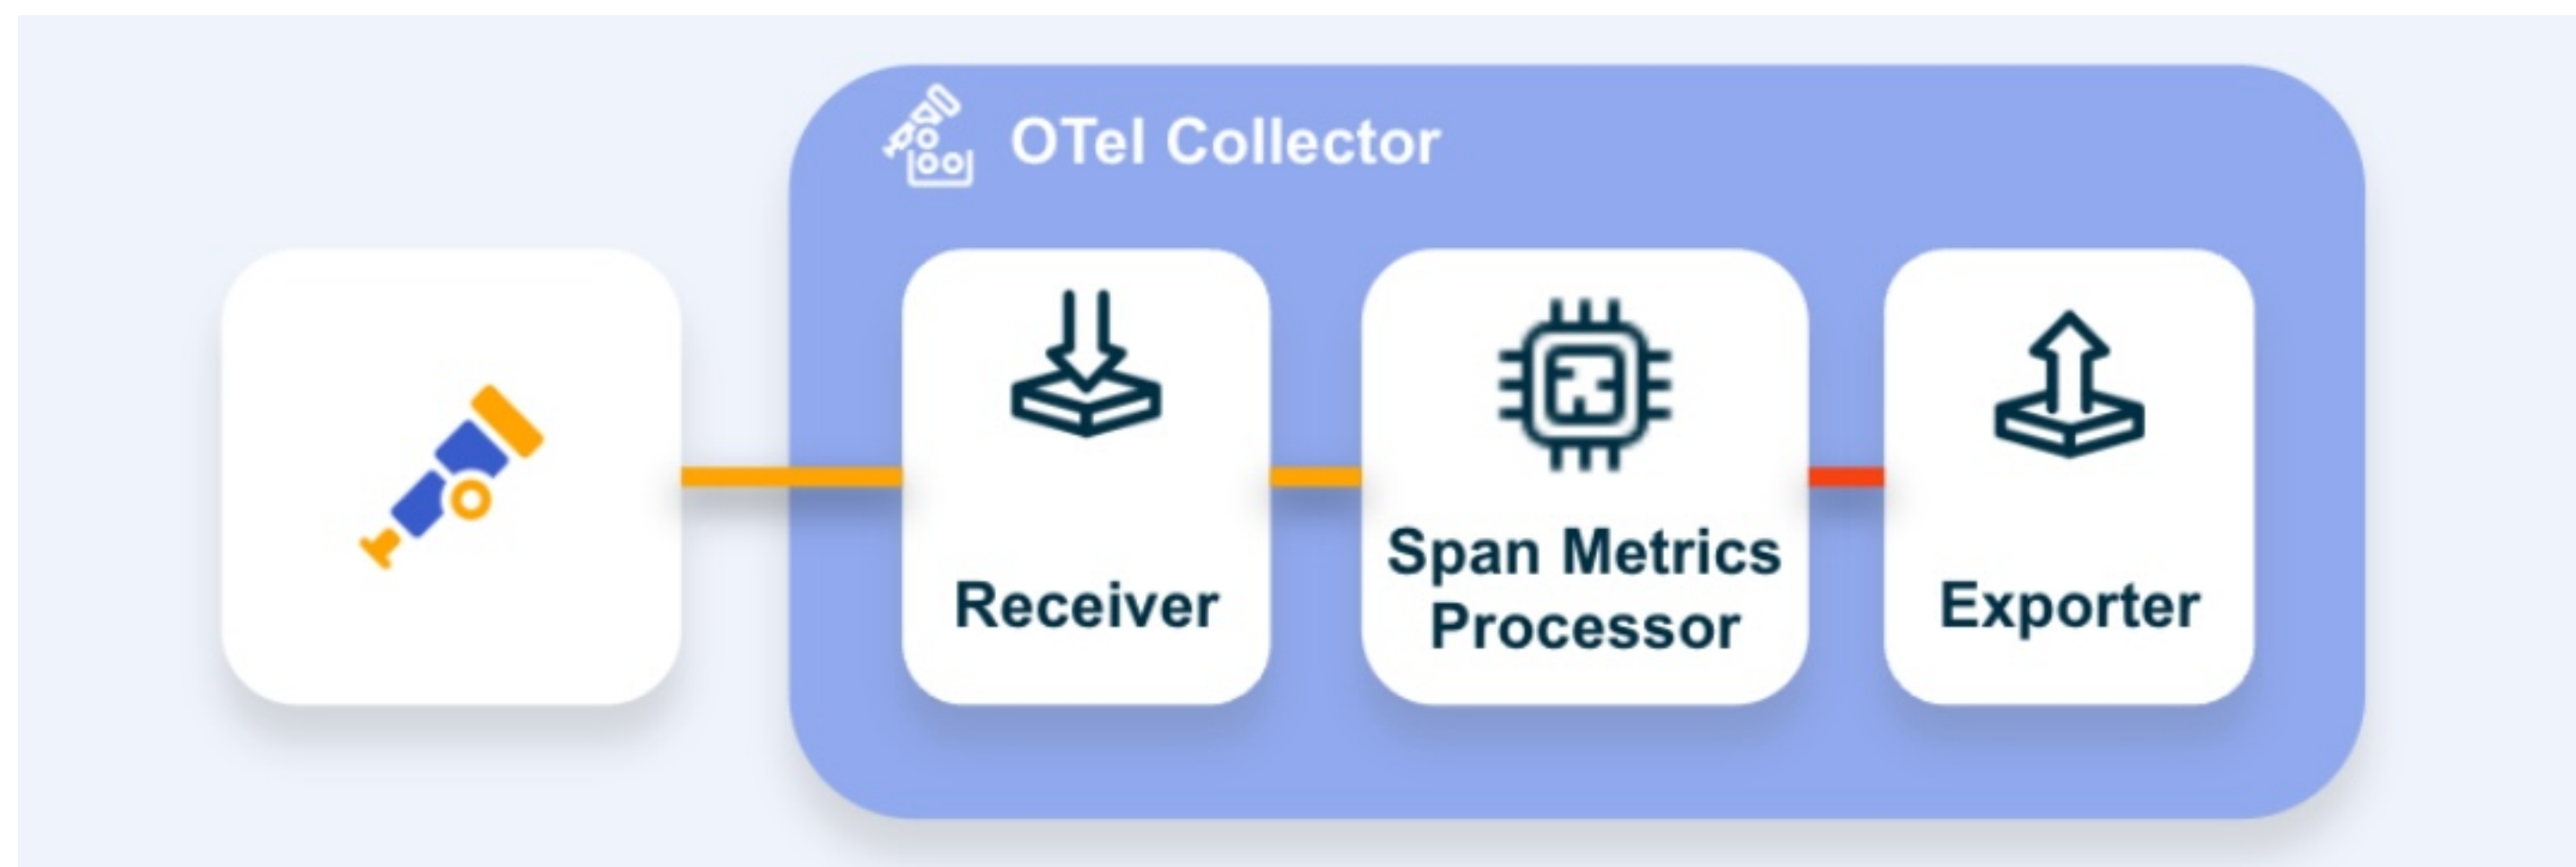 OTel Collector
Receiver
Span Metrics
Processor
Exporter